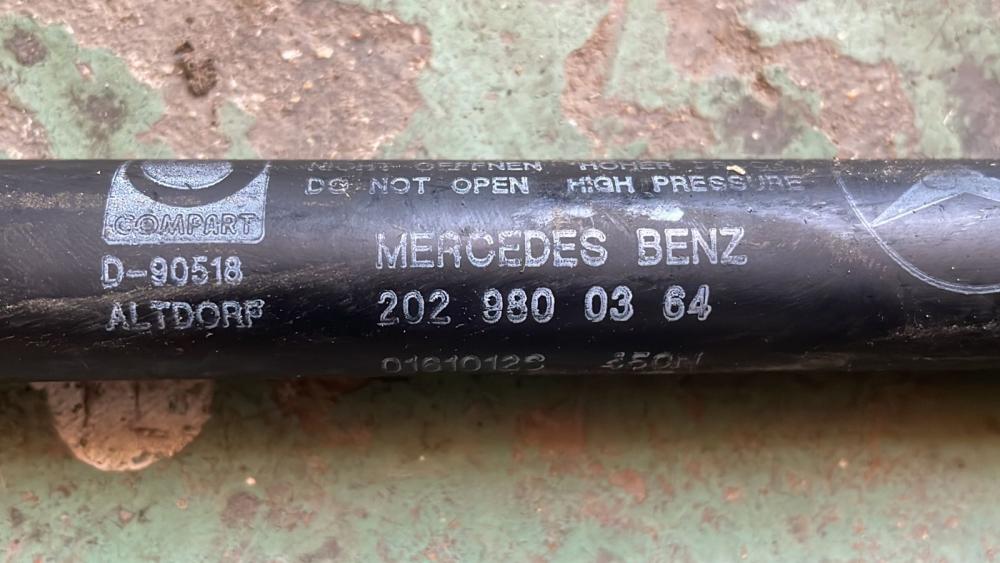 COMPART
D-90518
ALTDORF
DO NOT OPEN HIGH PRESSURE
MERCEDES BENZ
202 980 03 64